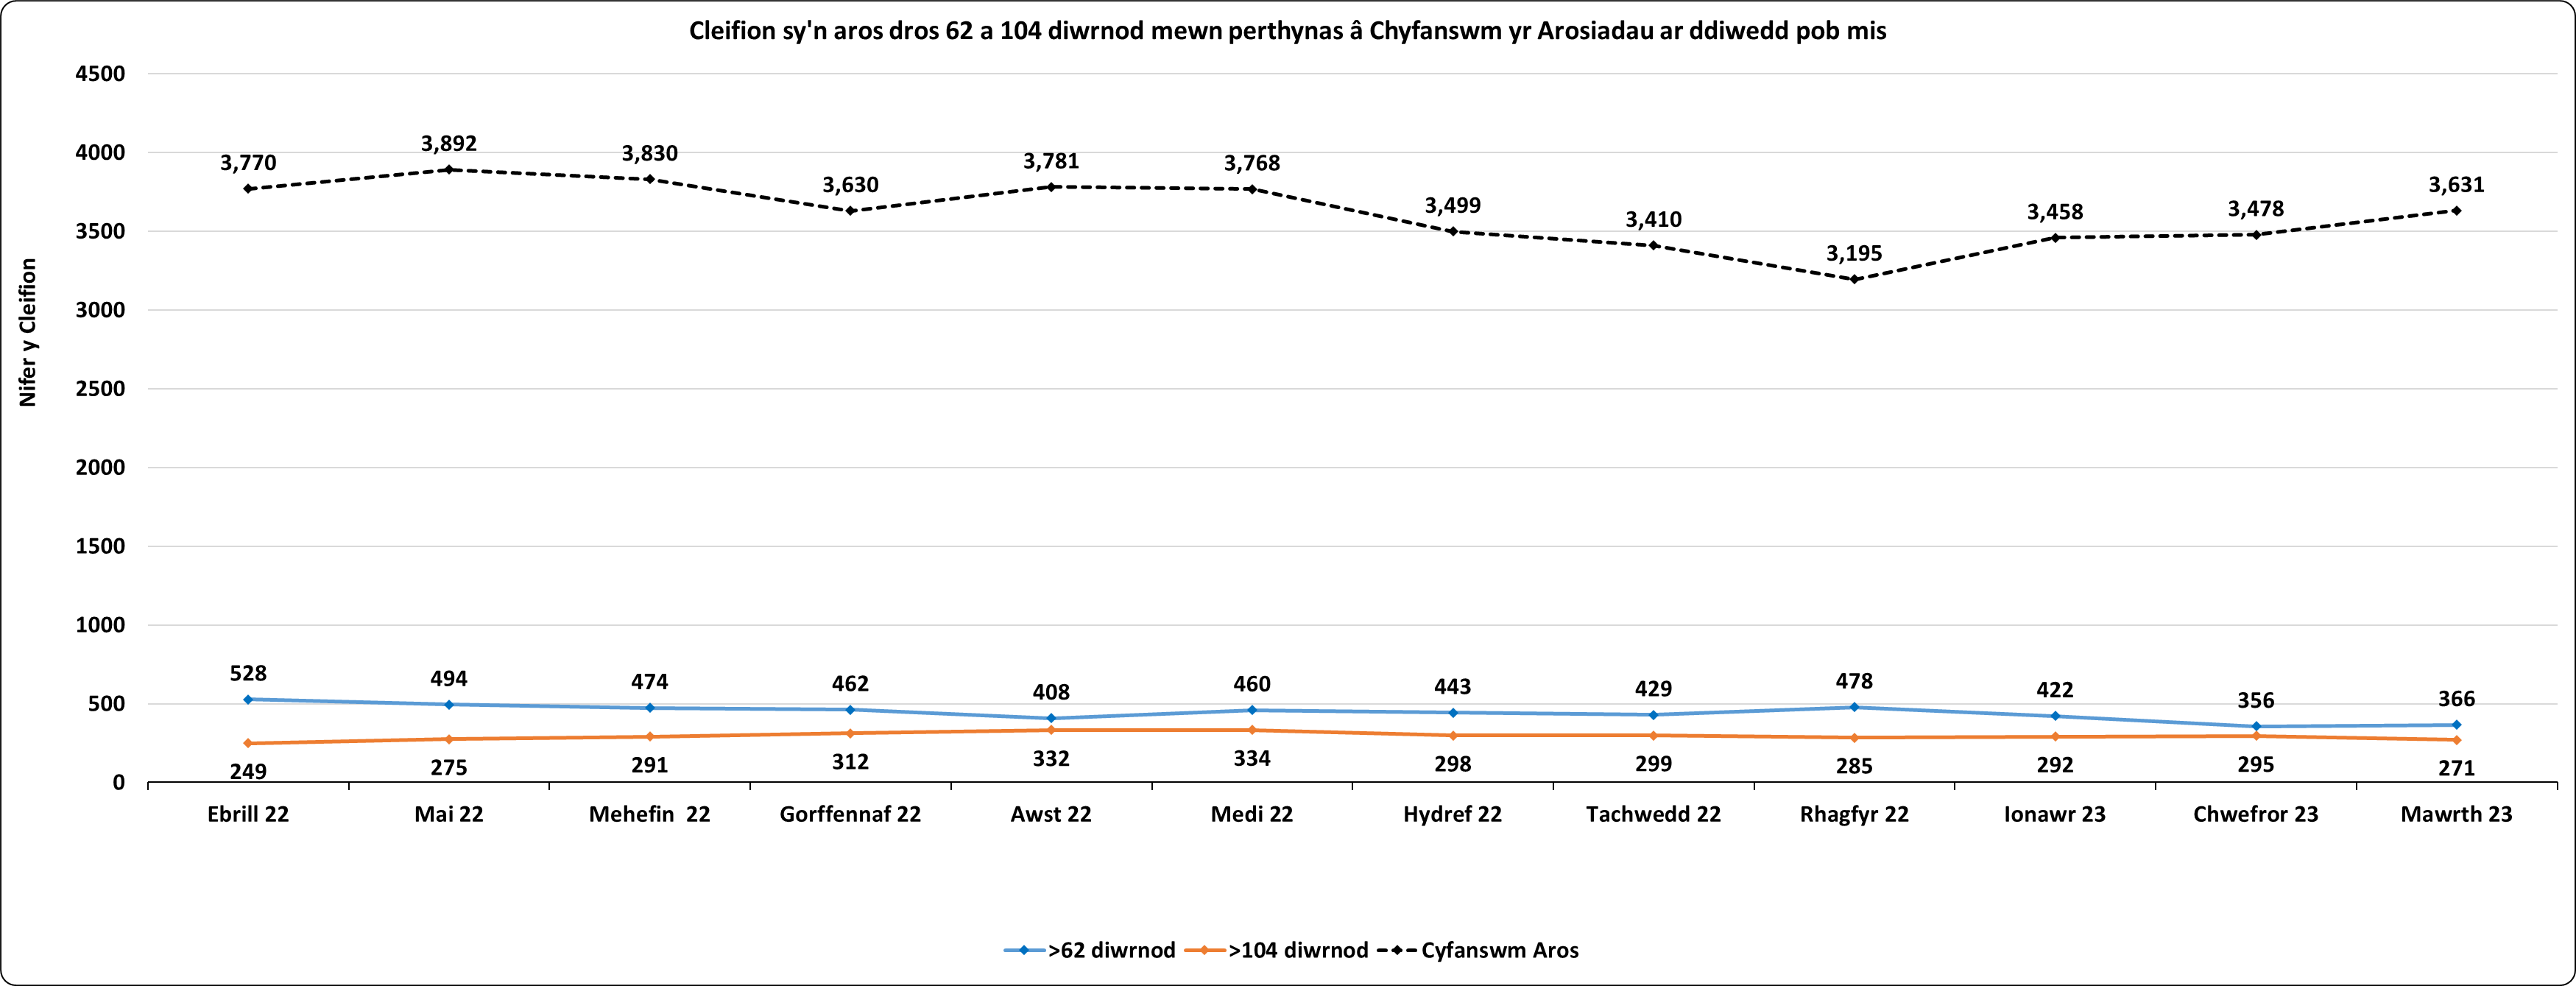 Cleifion sy'n aros dros 62 a 104 diwrnod mewn perthynas â Chyfanswm yr Arosiadau ar ddiwedd pob mis
Nifer y Cleifion
4500
4000
3500
3000
2500
2000
1500
1000
500
0
3,770 3,892 3,830 3,630 3,781 3,768 3,499 3,410 3,195 3,458 3,478 3,631
528 494 474 462 408 460 443 429 478 422 356 366
249 275 291 312 332 334 298 299 285 292 295 271
Ebrill 22 Mai 22 Mehefin 22 Gorffennaf 22 Awst 22 Medi 22 Hydref 22 Tachwedd 22 Rhagfyr 22 Ionawr 23 Chwefror 23 Mawrth 23
>62 diwrnod >104 diwrnod Cyfanswm Aros